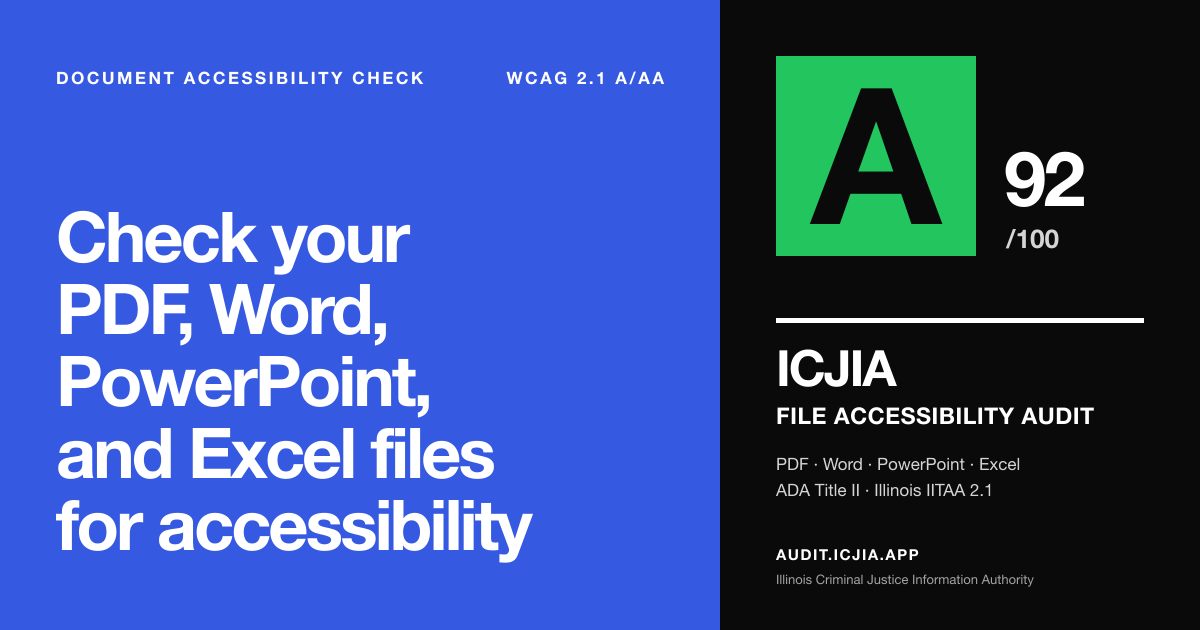 DOCUMENT ACCESSIBILITY CHECK
WCAG 2.1 A/AA
Check your
PDF, Word,
PowerPoint,
and Excel files
for accessibility
A
92
/100
ICJIA
FILE ACCESSIBILITY AUDIT
PDF · Word · PowerPoint · Excel
ADA Title II · Illinois IITAA 2.1
AUDIT.ICJIA.APP
Illinois Criminal Justice Information Authority